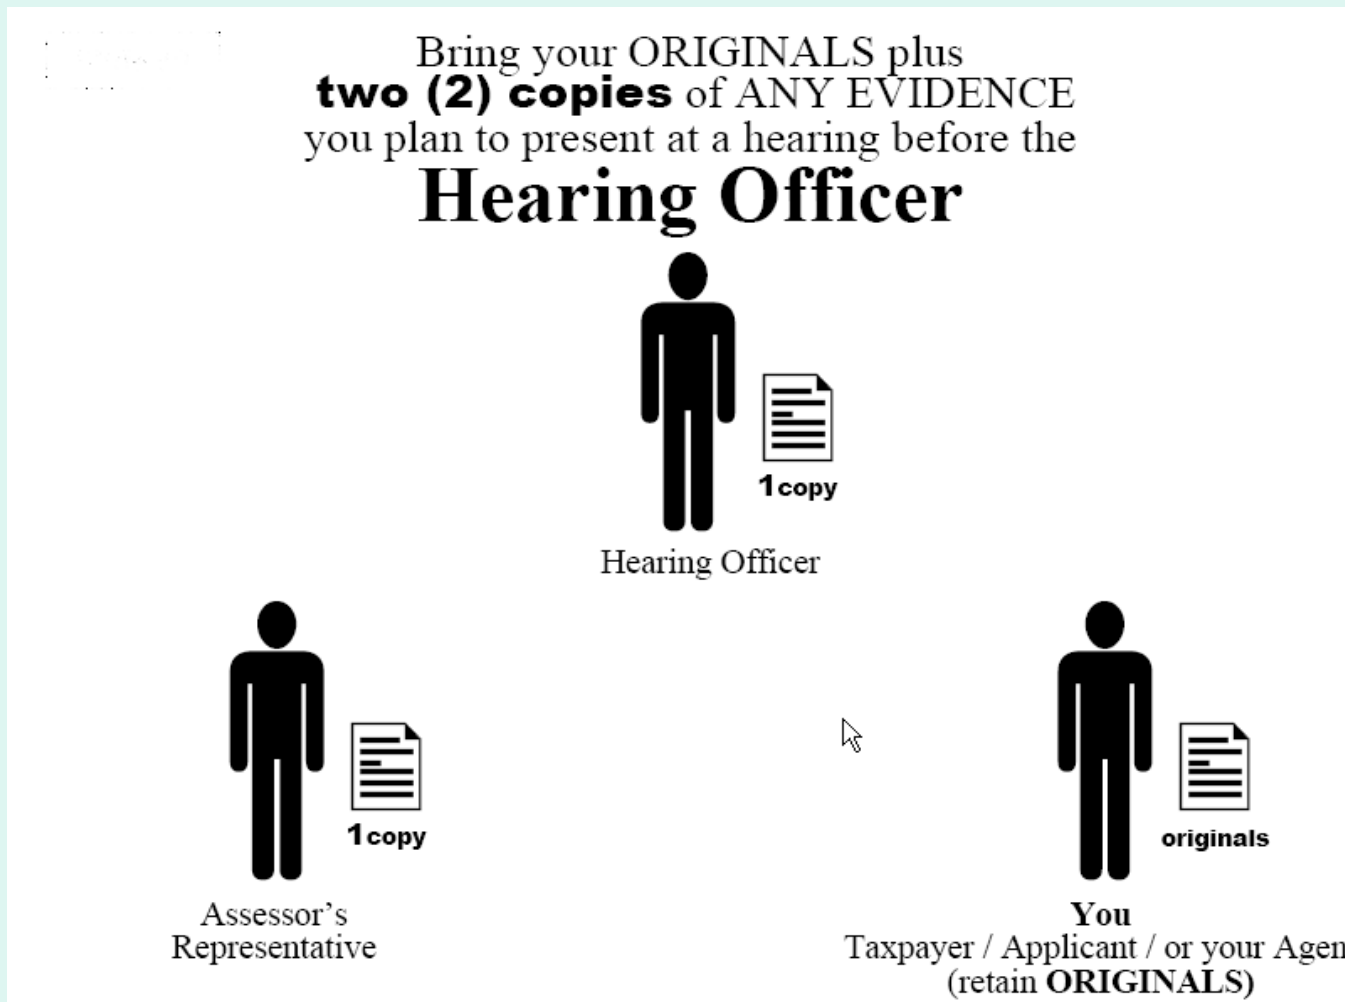 Bring your ORIGINALS plus
two (2) copies of ANY EVIDENCE
you plan to present at a hearing before the
Hearing Officer
1 copy
Hearing Officer
1 copy
originals
Assessor’s
Representative
You
Taxpayer / Applicant / or your Agen
(retain ORIGINALS)